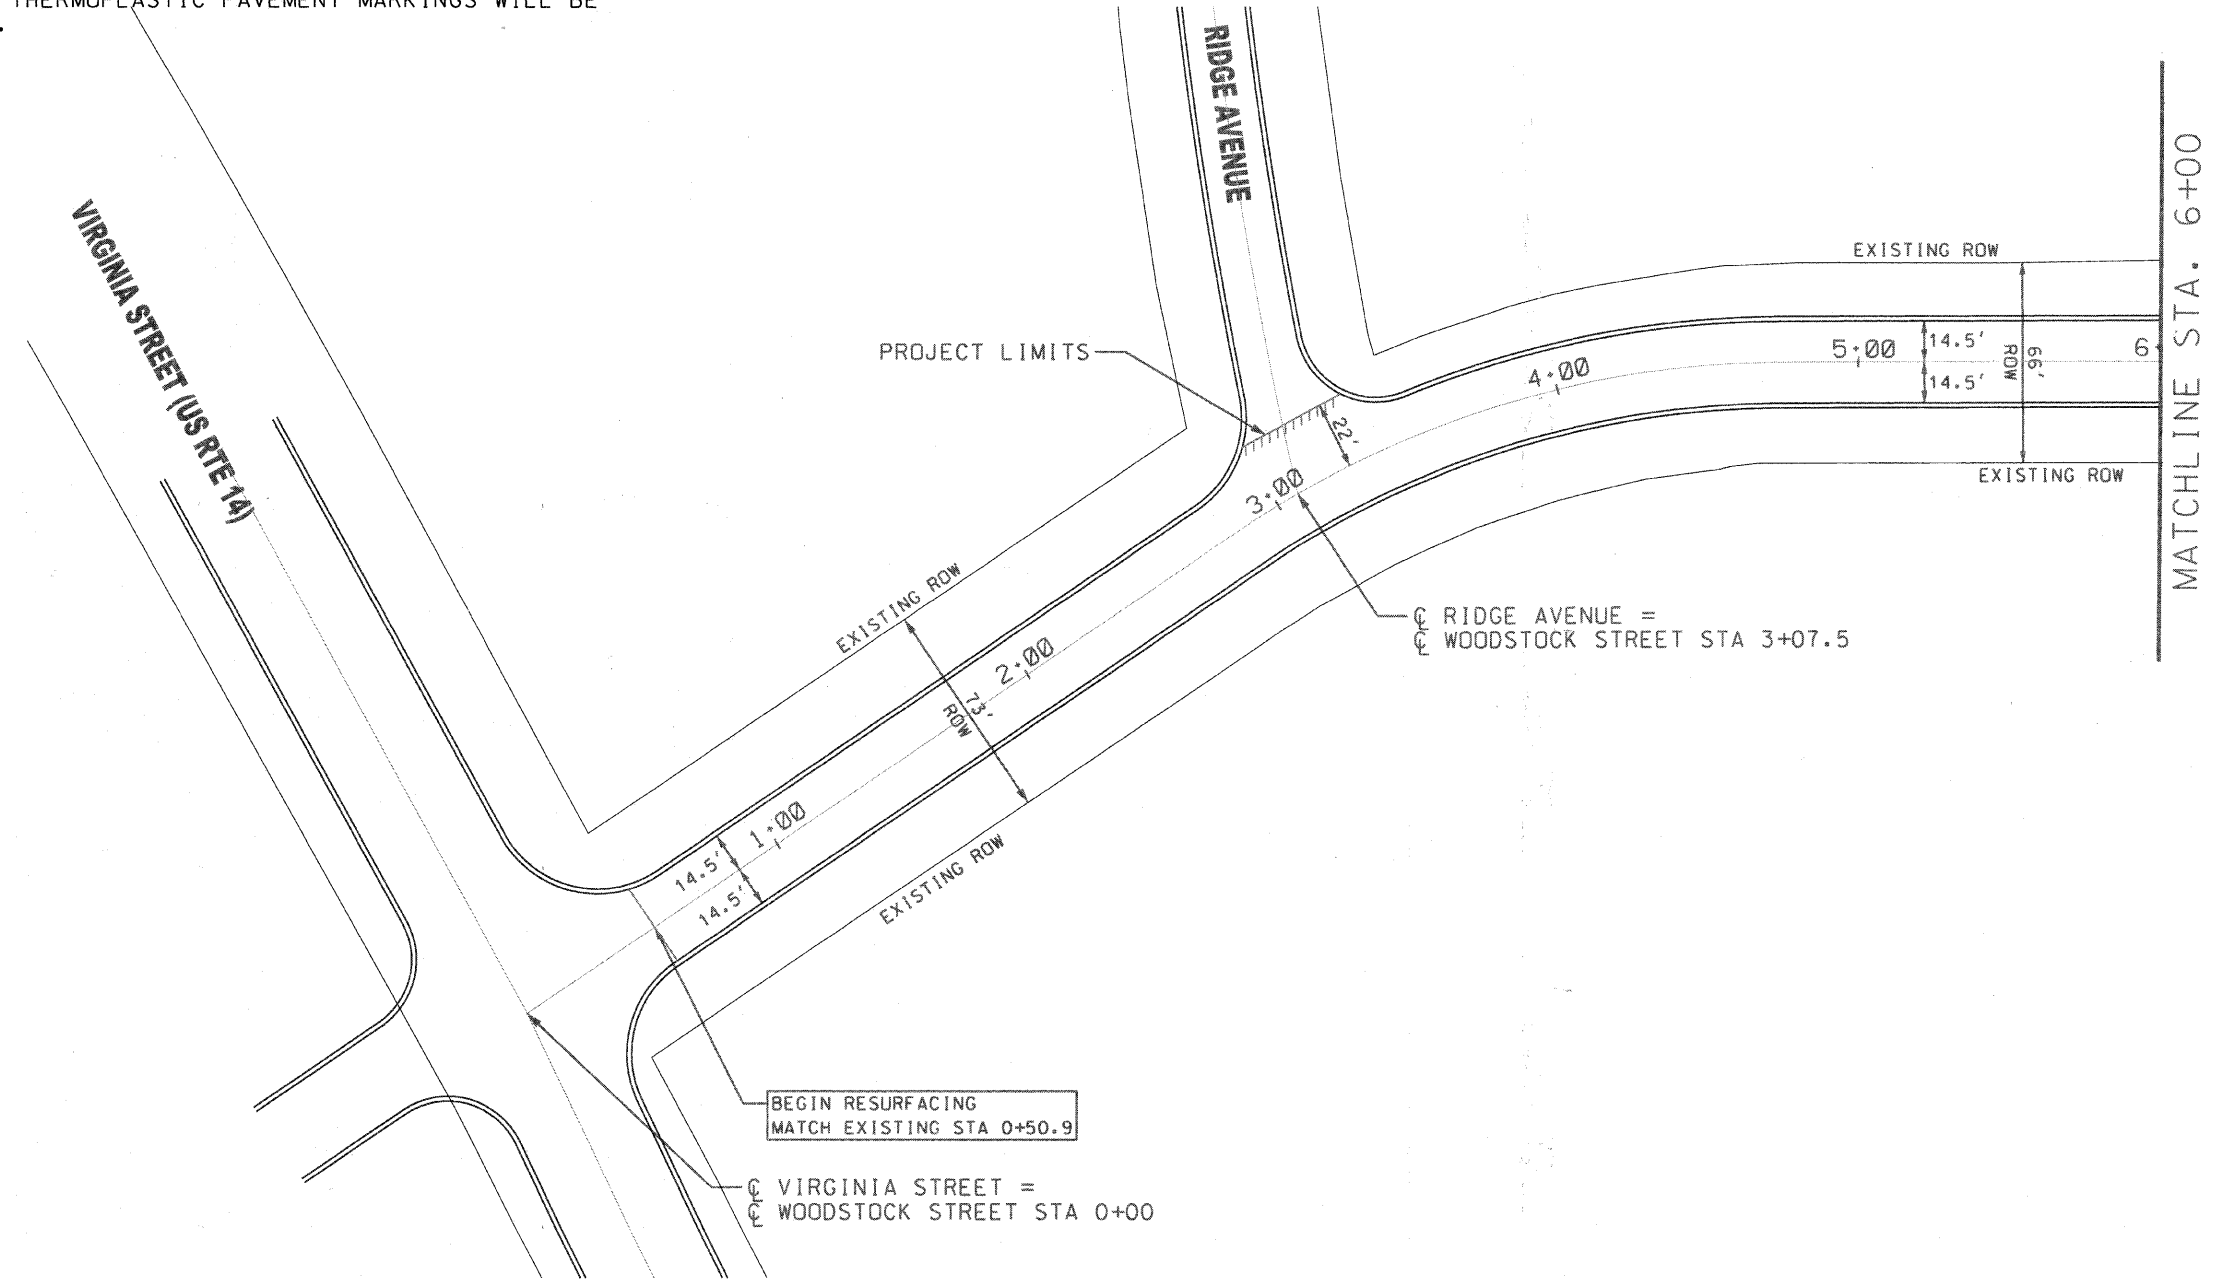 THERMOPLASTIC PAVEMENT MARKINGS WILL BE
RIDGE AVENUE
VIRGINIA STREET (US RTE 14)
MATCHLINE STA. 6+00
EXISTING ROW
PROJECT LIMITS
14.5'
14.5'
66'
ROW
5+00
6
4+00
22'
3+00
EXISTING ROW
EXISTING ROW
℄ RIDGE AVENUE =
℄ WOODSTOCK STREET STA 3+07.5
2+00
73'
ROW
1+00
14.5'
14.5'
EXISTING ROW
BEGIN RESURFACING
MATCH EXISTING STA 0+50.9
℄ VIRGINIA STREET =
℄ WOODSTOCK STREET STA 0+00